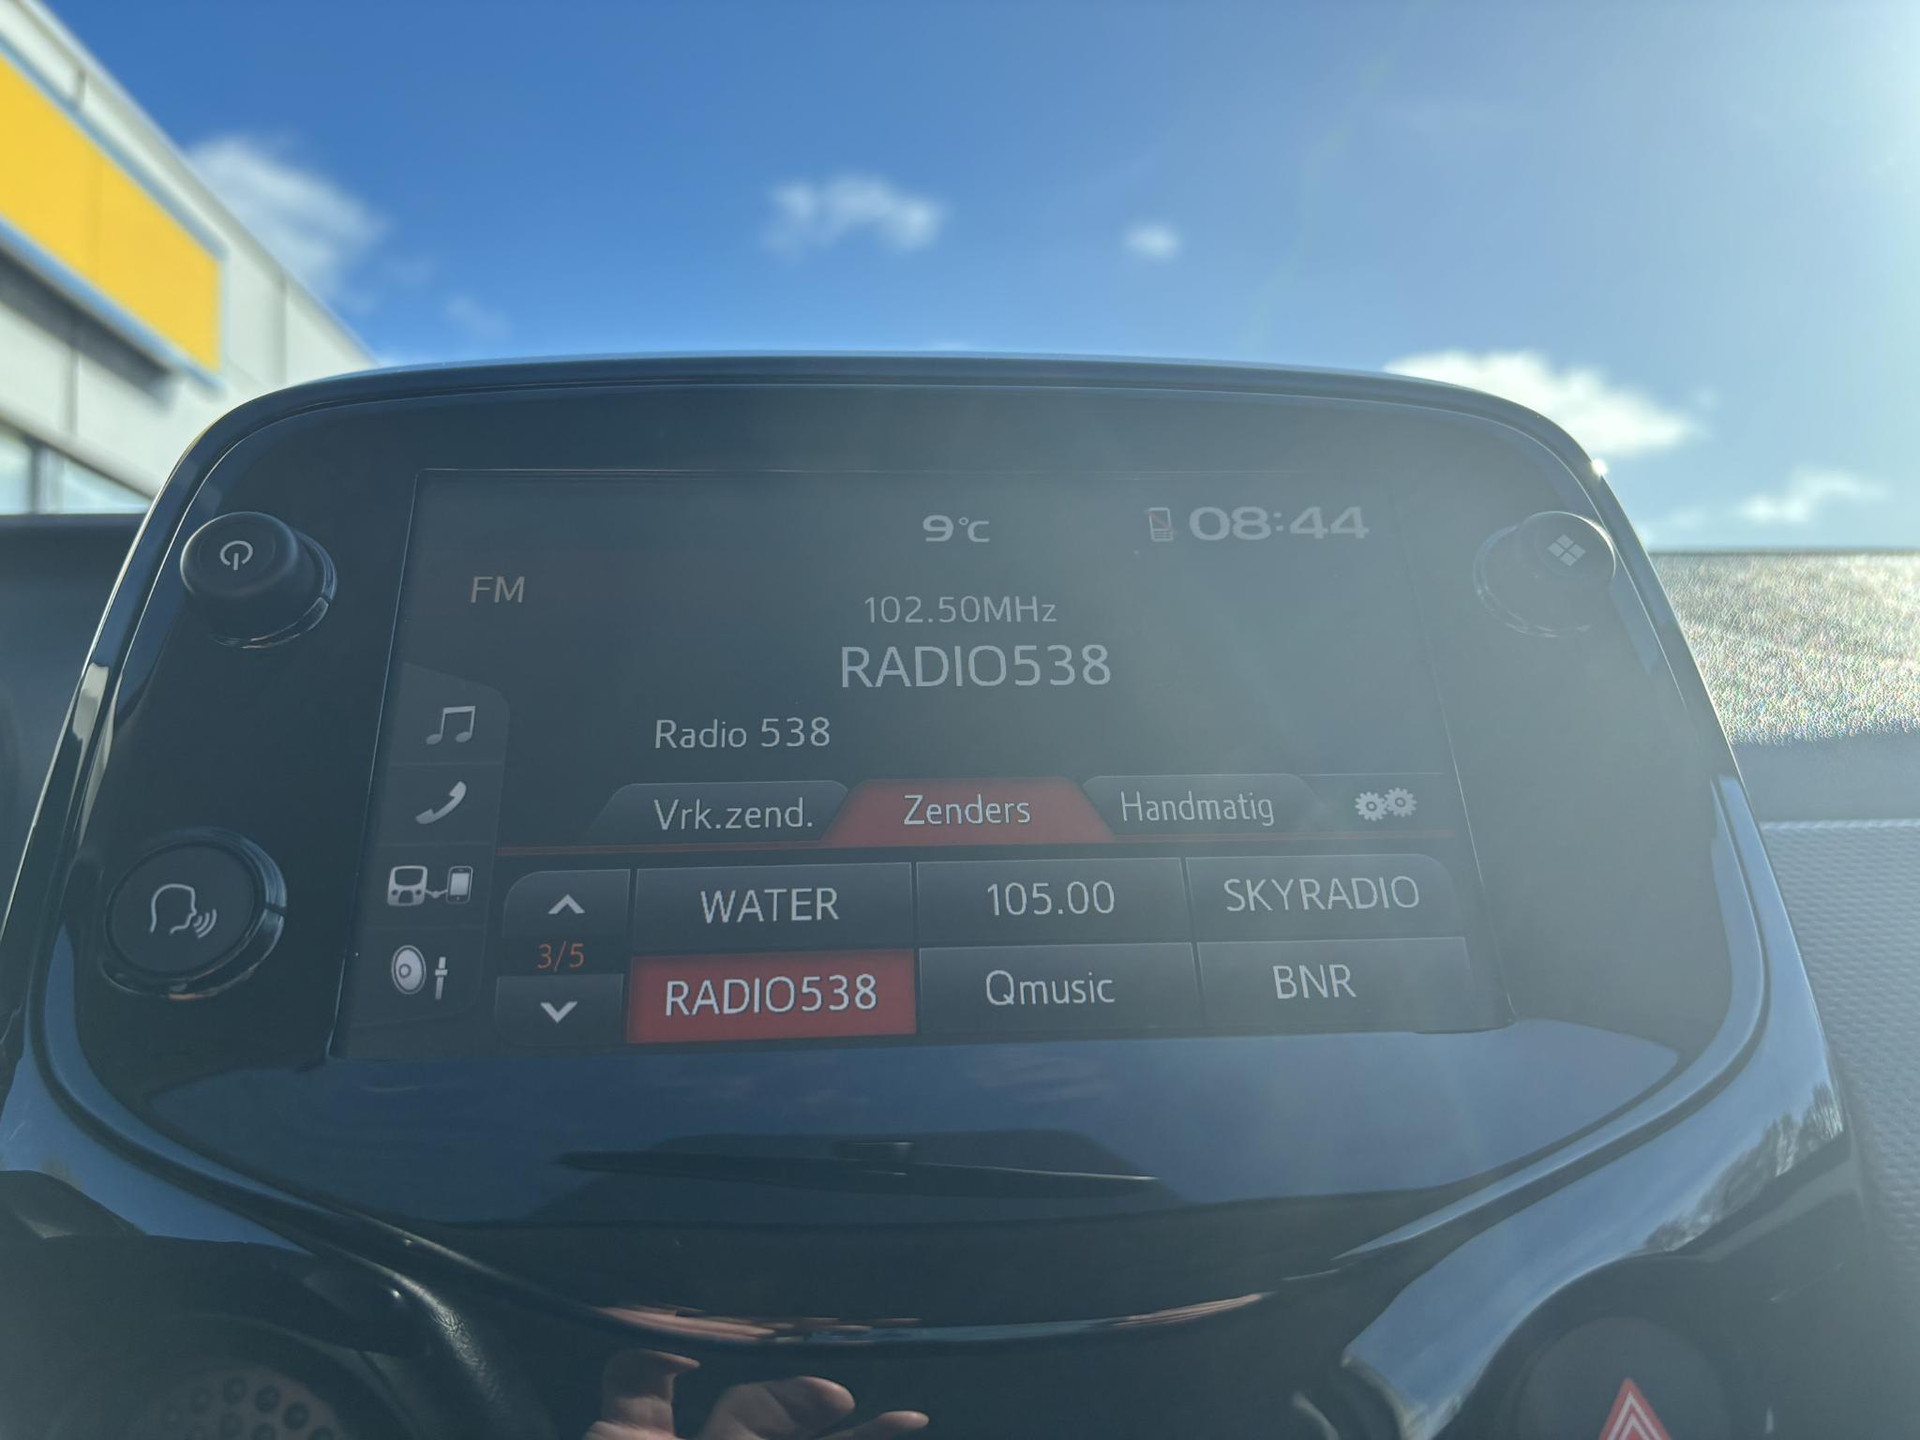 9°C 08:44
FM
102.50MHz
RADIO538
Radio 538
Vrk.zend. Zenders Handmatig
WATER 105.00 SKYRADIO
3/5
RADIO538 Qmusic BNR